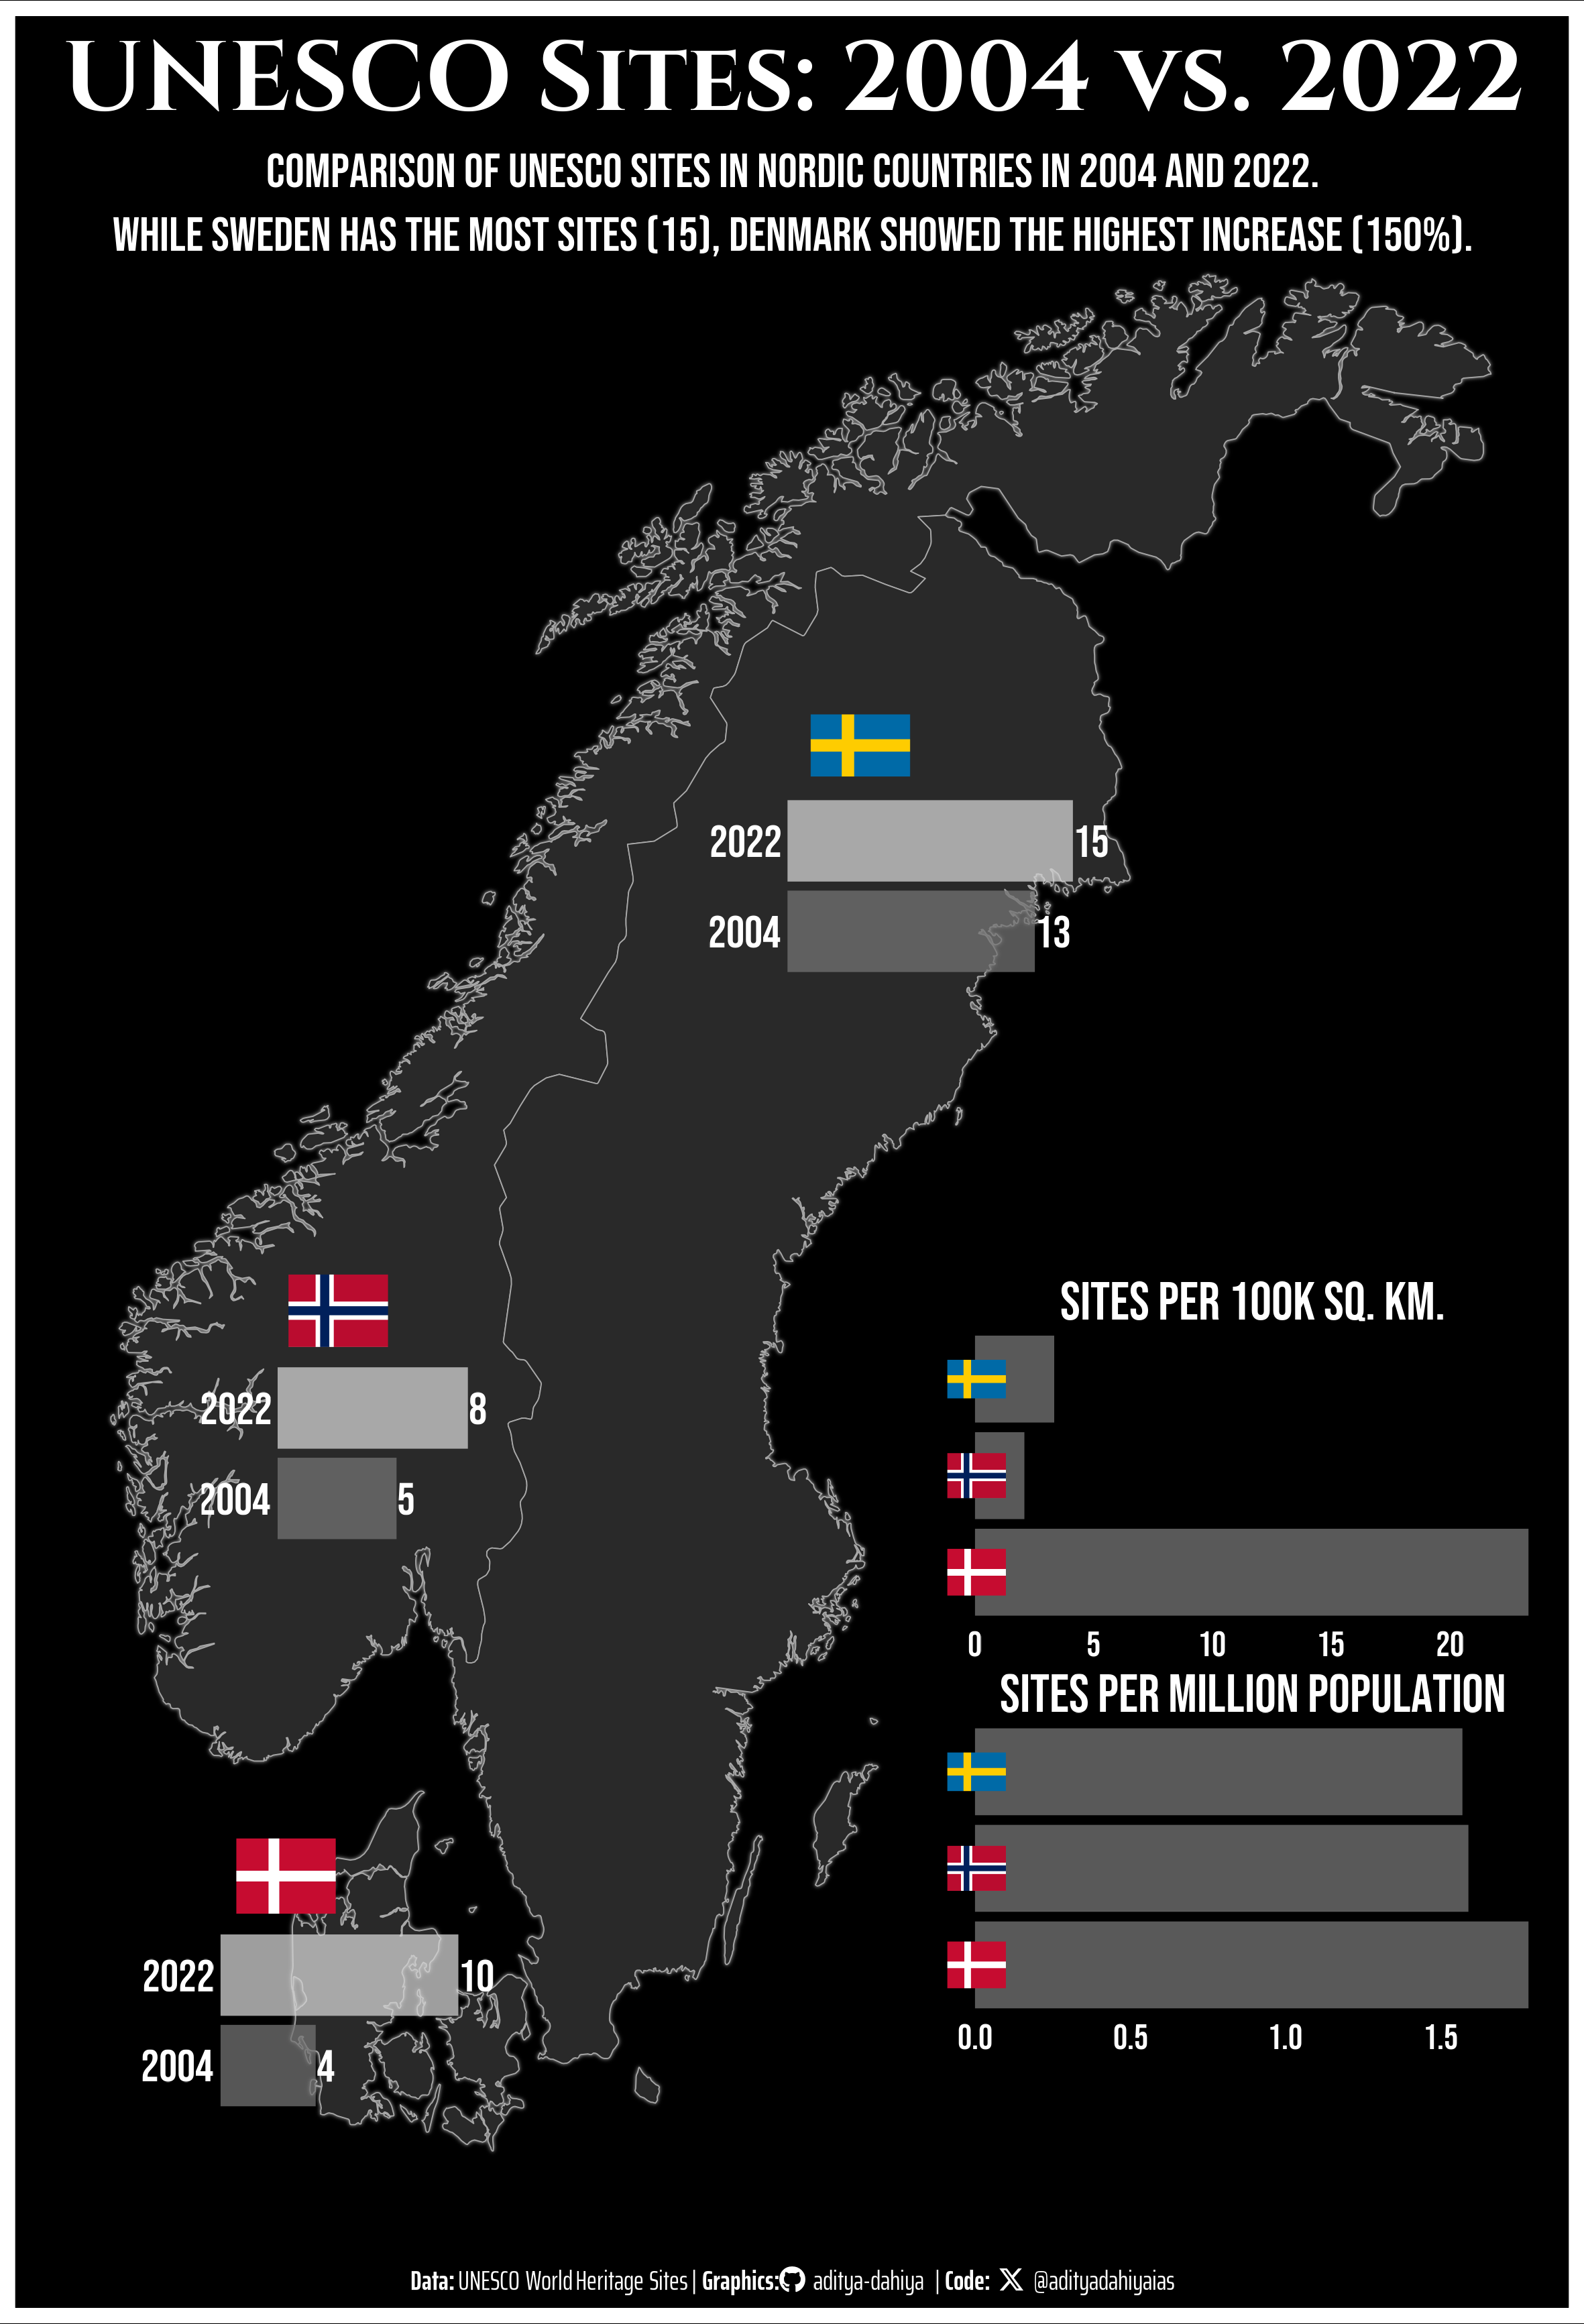 UNESCO Sites: 2004 vs. 2022
COMPARISON OF UNESCO SITES IN NORDIC COUNTRIES IN 2004 AND 2022.
WHILE SWEDEN HAS THE MOST SITES (15), DENMARK SHOWED THE HIGHEST INCREASE (150%).
2022 15
2004 13
2022 8
2004 5
SITES PER 100K SQ. KM.
0 5 10 15 20
SITES PER MILLION POPULATION
0.0 0.5 1.0 1.5
2022 10
2004 4
Data: UNESCO World Heritage Sites | Graphics: aditya-dahiya | Code: @adityadahiyaias